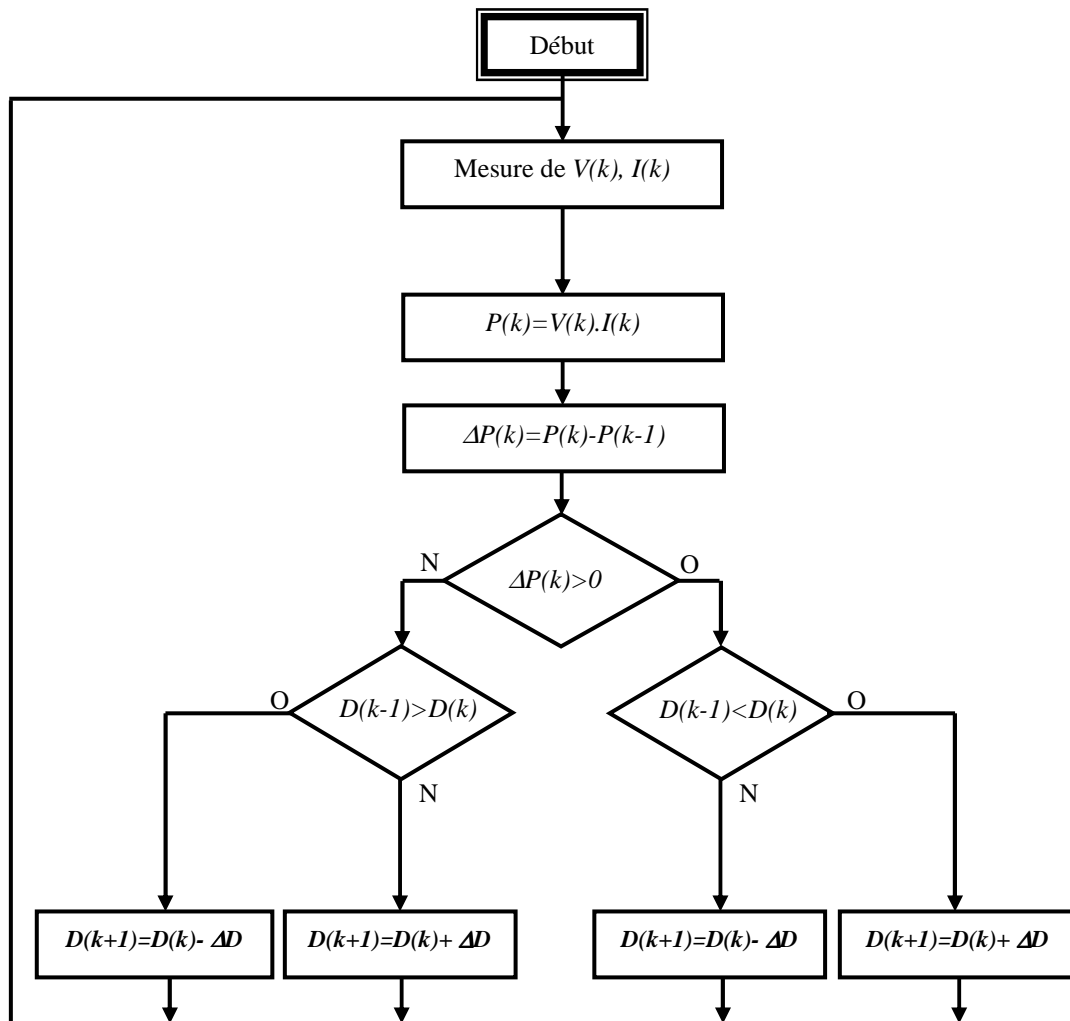 Début
Mesure de V(k), I(k)
P(k)=V(k).I(k)
ΔP(k)=P(k)-P(k-1)
N
ΔP(k)>0
O
O
D(k-1)>D(k)
N
D(k-1)<D(k)
O
N
D(k+1)=D(k)- ΔD
D(k+1)=D(k)+ ΔD
D(k+1)=D(k)- ΔD
D(k+1)=D(k)+ ΔD